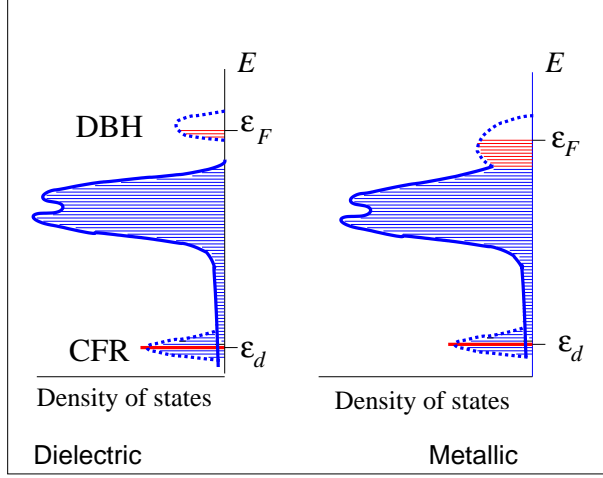 E
DBH
ε_F
CFR
ε_d
Density of states
Dielectric
E
ε_F
ε_d
Density of states
Metallic